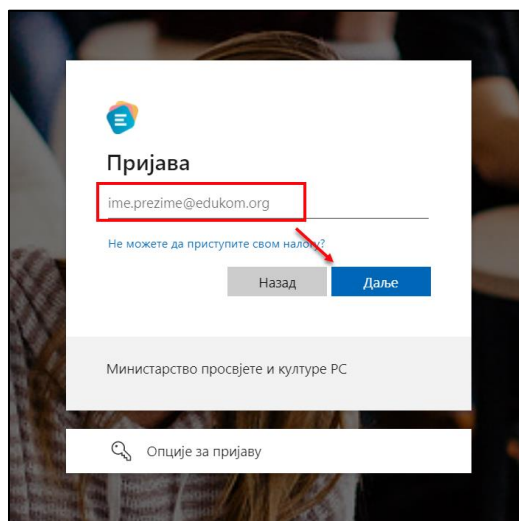 Пријава
ime.prezime@edukom.org
Не можете да приступите свом налогу?
Назад
Даље
Министарство просвјете и културе РС
Опције за пријаву